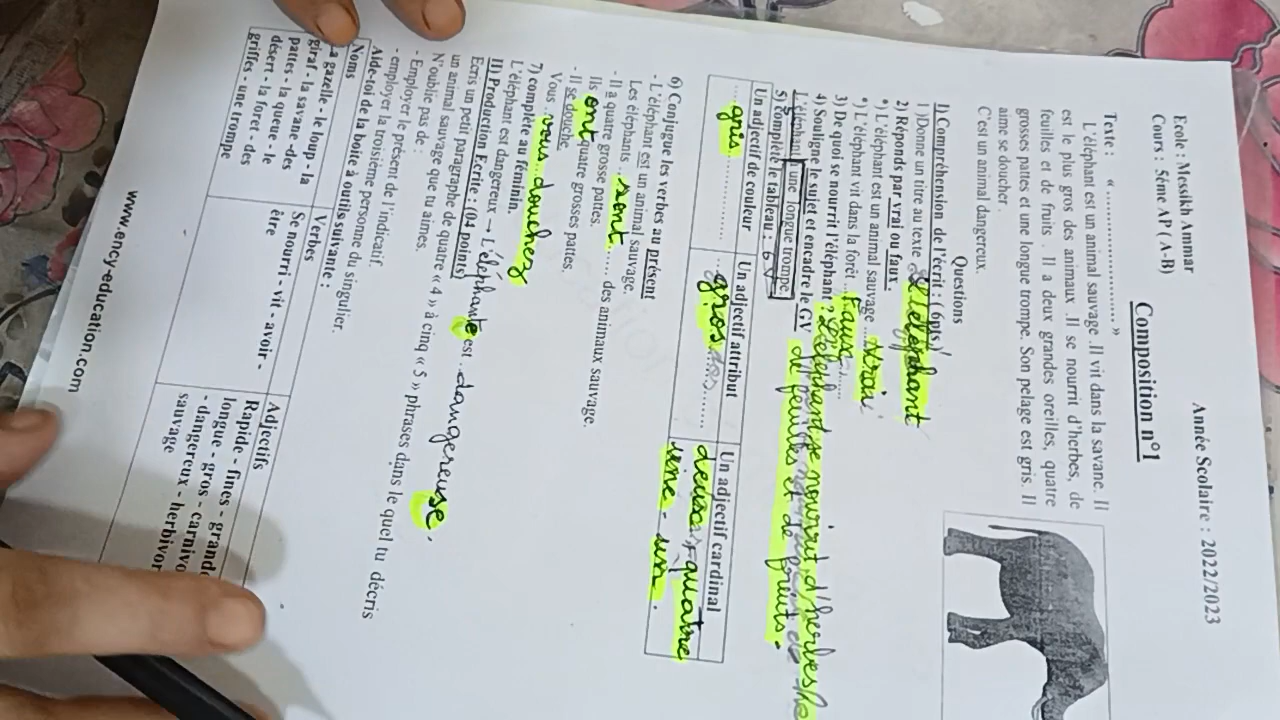 Ecole : Messikh Ammar
Année Scolaire : 2022/2023
Cours : 5éme AP ( A-B)
Composition n°1
Texte : « ........................... »
L'éléphant est un animal sauvage .Il vit dans la savane. Il
est le plus gros des animaux .Il se nourrit d'herbes, de
feuilles et de fruits . Il a deux grandes oreilles, quatre
grosses pattes et une longue trompe. Son pelage est gris. Il
aime se doucher .
C'est un animal dangereux.
Questions
I) Compréhension de l'écrit : (6pts)
1 )Donne un titre au texte L'éléphant
2) Réponds par vrai ou faux.
*) L'éléphant est un animal sauvage ....vrai
*) L'éléphant vit dans la forêt ...Faux......
3) De quoi se nourrit l'éléphant ? L'éléphant se nourrit d'herbes
de feuilles et de fruits.
4) Souligne le sujet et encadre le GV
L'éléphant a une longue trompe.
5) complète le tableau :
Un adjectif de couleur
Un adjectif attribut
Un adjectif cardinal
....gris..............
...gros.........
deux, quatre
une - un .
6) Conjugue les verbes au présent
- L'éléphant est un animal sauvage.
Les éléphants .sont...... des animaux sauvage.
- Il a quatre grosse pattes.
Ils ont quatre grosses pattes.
- Il se douche.
Vous ..vous..douchez
7) complète au féminin.
L'éléphant est dangereux → L'éléphante est ..dangereuse.
II) Production Ecrite : (04 points)
Ecris un petit paragraphe de quatre « 4 » à cinq « 5 » phrases dans le quel tu décris
un animal sauvage que tu aimes.
N'oublie pas de :
- Employer le présent de l'indicatif.
- employer la troisième personne du singulier.
Aide-toi de la boite à outils suivante :
Noms
Verbes
Adjectifs
La gazelle - le loup - la
giraf - la savane -des
pattes - la queue - le
désert - la foret - des
griffes - une trompe
Se nourri - vit - avoir -
être
Rapide - fines - grande
longue - gros - carnivo
- dangereux - herbivor
sauvage
www.ency-education.com